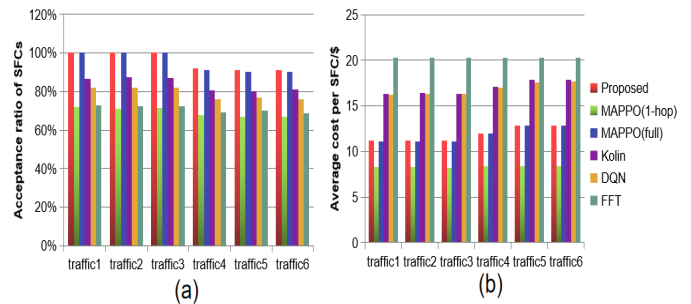 Acceptance ratio of SFCs
120%
100%
80%
60%
40%
20%
0%
traffic1 traffic2 traffic3 traffic4 traffic5 traffic6
(a)
Average cost per SFC/$
25
20
15
10
5
0
traffic1 traffic2 traffic3 traffic4 traffic5 traffic6
(b)
Proposed
MAPPO(1-hop)
MAPPO(full)
Kolin
DQN
FFT